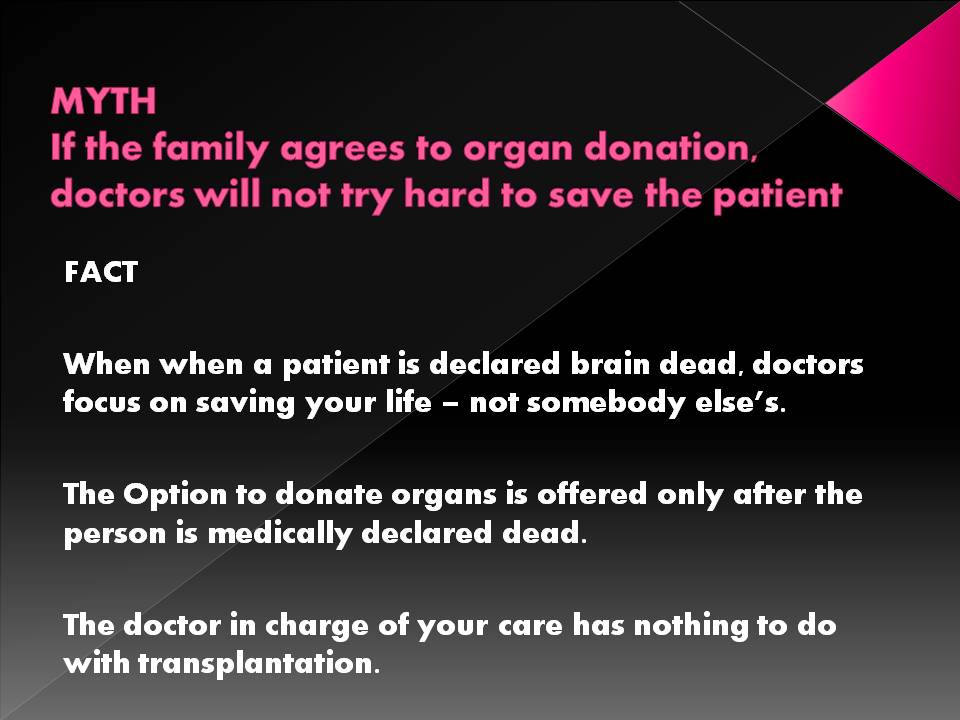 MYTH
If the family agrees to organ donation,
doctors will not try hard to save the patient
FACT
When when a patient is declared brain dead, doctors
focus on saving your life – not somebody else's.
The Option to donate organs is offered only after the
person is medically declared dead.
The doctor in charge of your care has nothing to do
with transplantation.